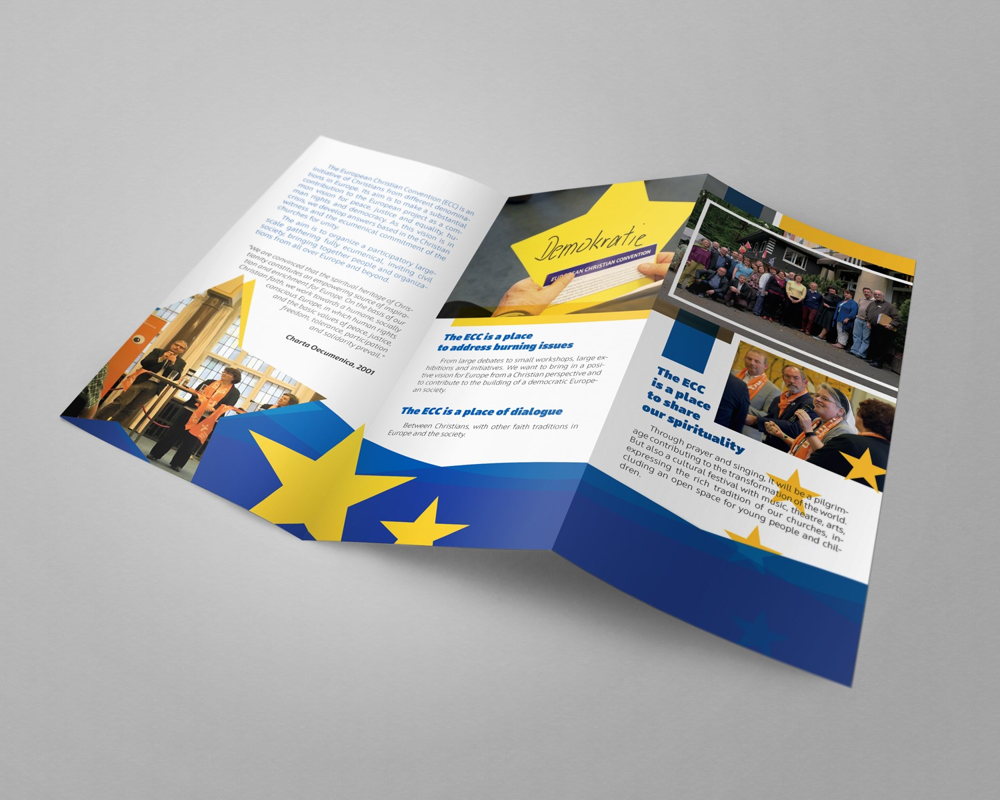 The European Christian Convention (ECC) is an
initiative of Christians from different denomina-
tions in Europe. Its aim is to make a substantial
contribution to the European project as a com-
mon vision for peace, justice and equality, hu-
man rights and democracy. As this vision is in
crisis, we develop answers based in the Christian
witness and the ecumenical commitment of the
churches for unity.
The aim is to organize a participatory large-
scale gathering fully ecumenical, inviting civil
society, bringing together people and organiza-
tions from all over Europe and beyond.
"We are convinced that the spiritual heritage of Chris-
tianity constitutes an empowering source of inspira-
tion and enrichment for Europe. On the basis of our
Christian faith, we work towards a humane, socially
conscious Europe, in which human rights
and the basic values of peace, justice,
freedom, tolerance, participation
and solidarity prevail."
Charta Oecumenica, 2001
Demokratie
EUROPEAN CHRISTIAN CONVENTION
The ECC is a place
to address burning issues
From large debates to small workshops, large ex-
hibitions and initiatives. We want to bring in a posi-
tive vision for Europe from a Christian perspective and
to contribute to the building of a democratic Europe-
an society.
The ECC is a place of dialogue
Between Christians, with other faith traditions in
Europe and the society.
The ECC
is a place
to share
our spirituality
Through prayer and singing, it will be a pilgrim-
age contributing to the transformation of the world.
But also a cultural festival with music, theatre, arts,
expressing the rich tradition of our churches, in-
cluding an open space for young people and chil-
dren.